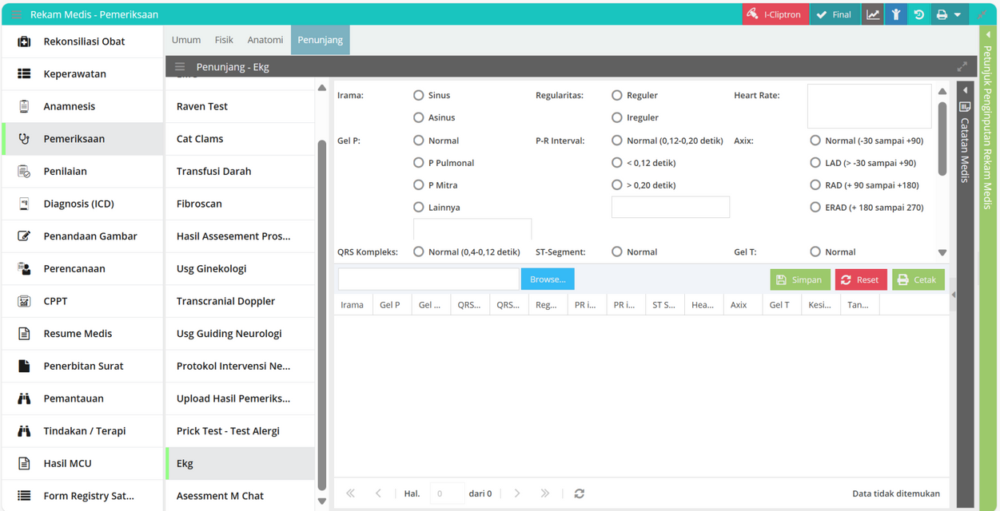 Rekam Medis - Pemeriksaan
I-Cliptron
Final
Rekonsiliasi Obat
Keperawatan
Anamnesis
Pemeriksaan
Penilaian
Diagnosis (ICD)
Penandaan Gambar
Perencanaan
CPPT
Resume Medis
Penerbitan Surat
Pemantauan
Tindakan / Terapi
Hasil MCU
Form Registry Sat...
Umum Fisik Anatomi Penunjang
Penunjang - Ekg
Raven Test
Cat Clams
Transfusi Darah
Fibroscan
Hasil Assesement Pros...
Usg Ginekologi
Transcranial Doppler
Usg Guiding Neurologi
Protokol Intervensi Ne...
Upload Hasil Pemeriks...
Prick Test - Test Alergi
Ekg
Asessment M Chat
Irama: Sinus Regularitas: Reguler Heart Rate:
Asinus Ireguler
Gel P: Normal P-R Interval: Normal (0,12-0,20 detik) Axix: Normal (-30 sampai +90)
P Pulmonal < 0,12 detik) LAD (> -30 sampai +90)
P Mitra > 0,20 detik) RAD (+ 90 sampai +180)
Lainnya ERAD (+ 180 sampai 270)
QRS Kompleks: Normal (0,4-0,12 detik) ST-Segment: Normal Gel T: Normal
Browse... Simpan Reset Cetak
Irama Gel P Gel ... QRS... QRS... Reg... PR i... PR i... ST S... Hea... Axix Gel T Kesi... Tan...
Hal. 0 dari 0 Data tidak ditemukan
Catatan Medis
Petunjuk Penginputan Rekam Medis